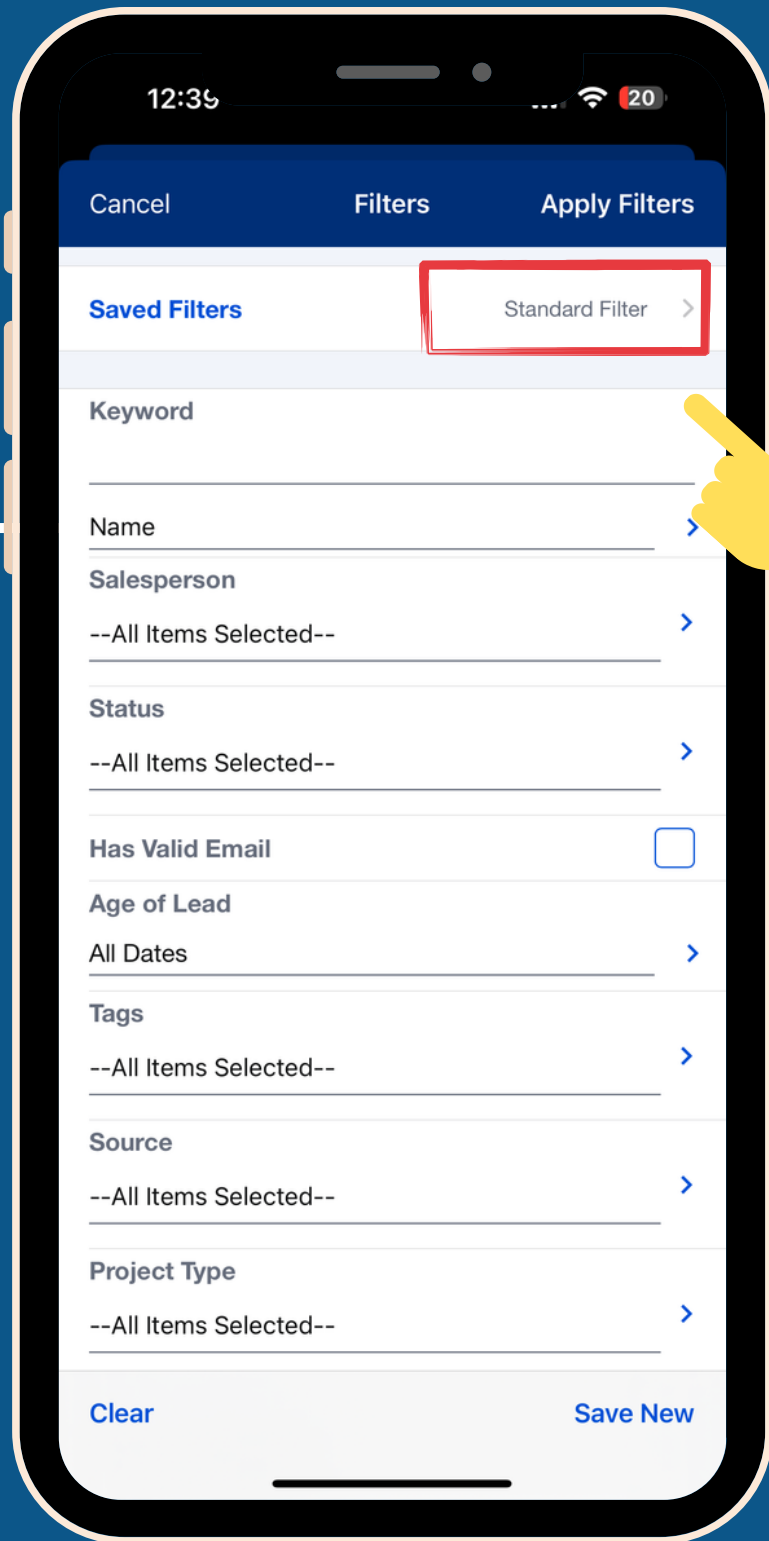 12:39
20
Cancel
Filters
Apply Filters
Saved Filters
Standard Filter
Keyword
Name
Salesperson
--All Items Selected--
Status
--All Items Selected--
Has Valid Email
Age of Lead
All Dates
Tags
--All Items Selected--
Source
--All Items Selected--
Project Type
--All Items Selected--
Clear
Save New